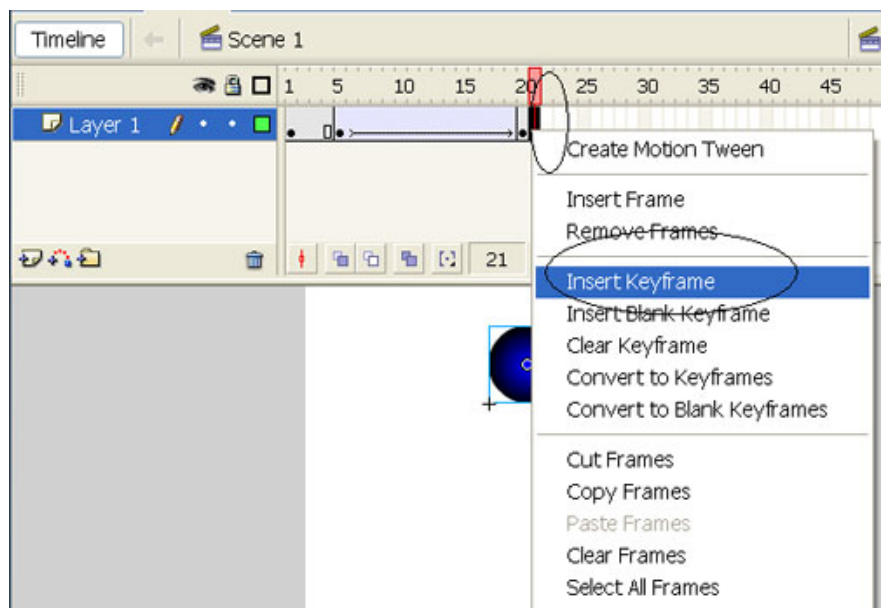 Timeline Scene 1
1 5 10 15 20 25 30 35 40 45
Layer 1
21
Create Motion Tween
Insert Frame
Remove Frames
Insert Keyframe
Insert Blank Keyframe
Clear Keyframe
Convert to Keyframes
Convert to Blank Keyframes
Cut Frames
Copy Frames
Paste Frames
Clear Frames
Select All Frames